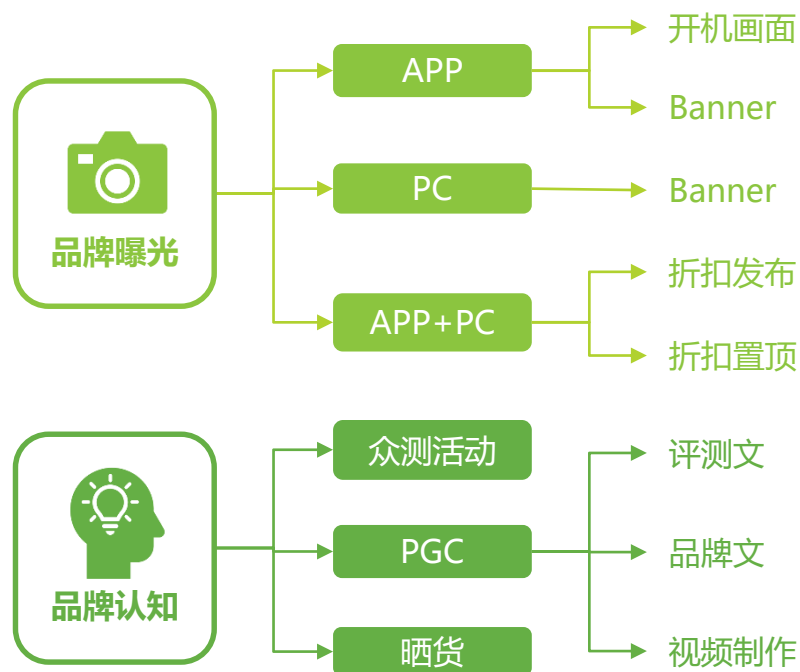 开机画面
APP
Banner
PC
Banner
品牌曝光
折扣发布
APP+PC
折扣置顶
众测活动
评测文
PGC
品牌文
品牌认知
晒货
视频制作